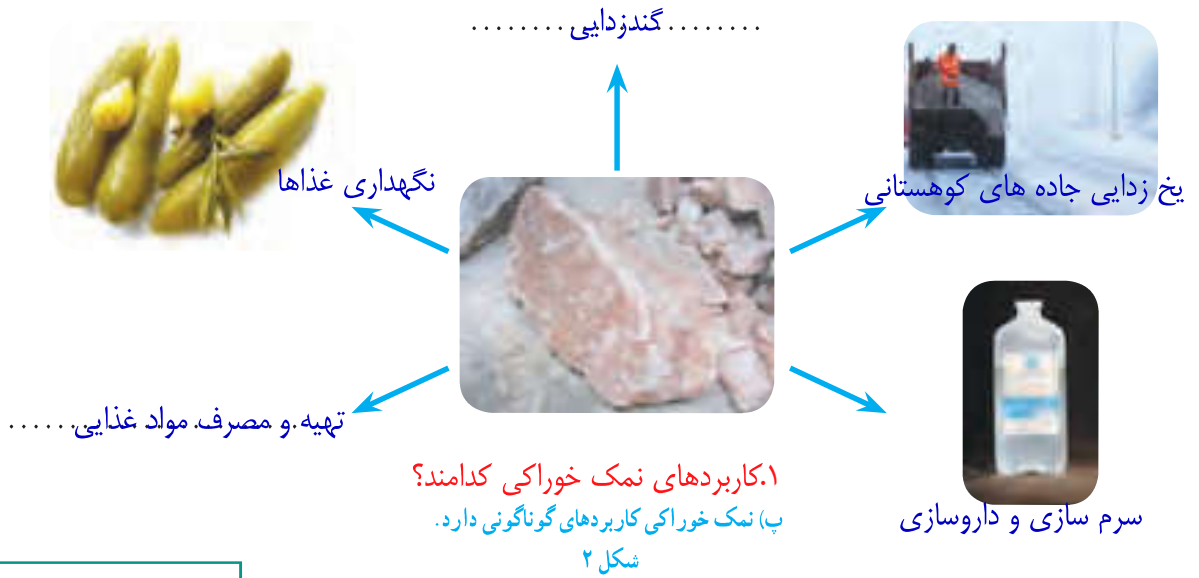 ........گندزدایی........
نگهداری غذاها
یخ زدایی جاده های کوهستانی
تهیه و مصرف مواد غذایی......
سرم سازی و داروسازی
۱.کاربردهای نمک خوراکی کدامند؟
پ) نمک خوراکی کاربردهای گوناگونی دارد.
شکل ۲